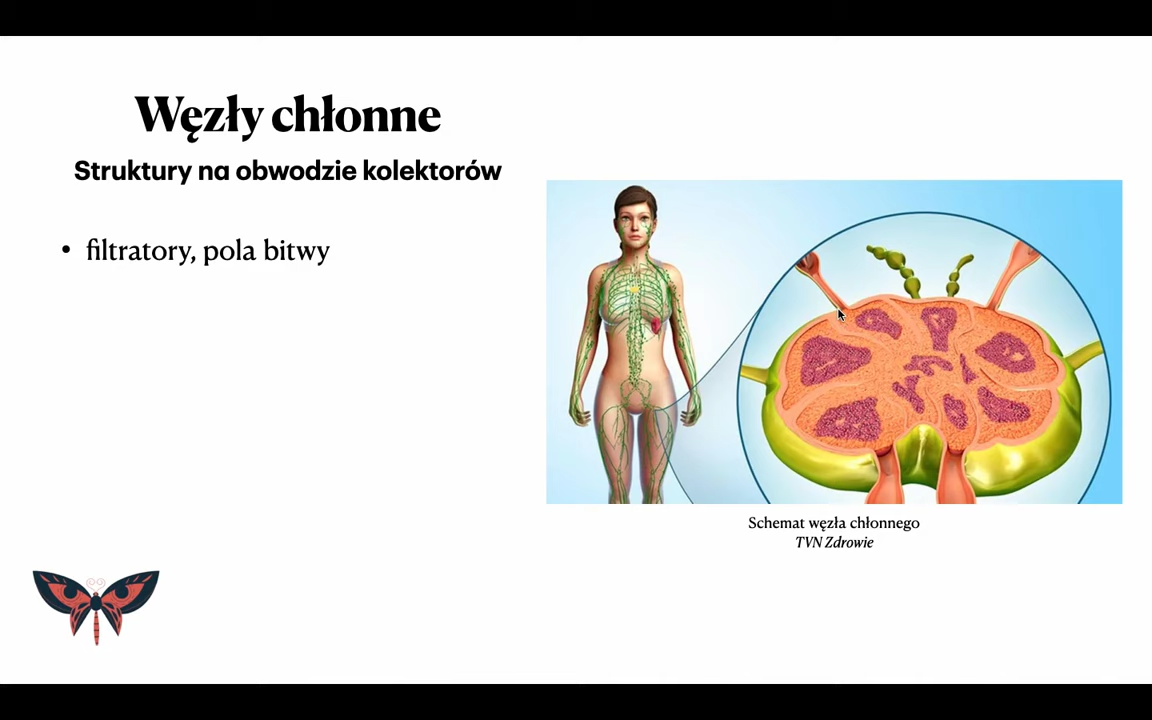 Węzły chłonne
Struktury na obwodzie kolektorów
• filtratory, pola bitwy
Schemat węzła chłonnego
TVN Zdrowie